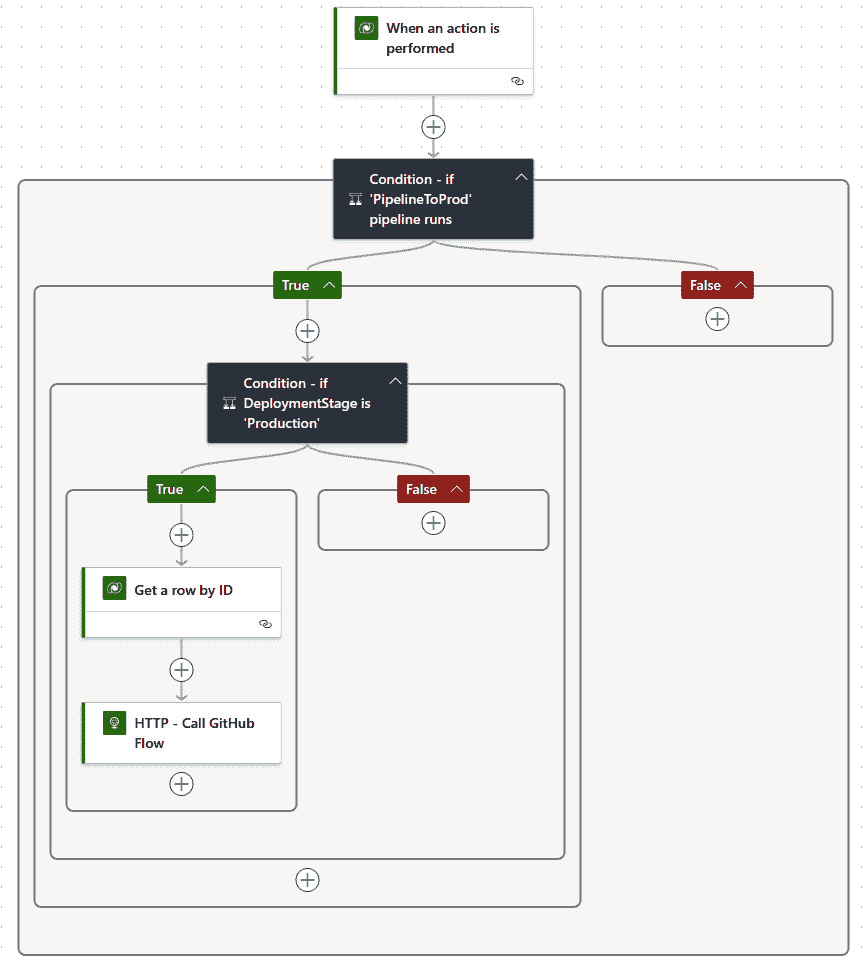 When an action is
performed
Condition - if
'PipelineToProd'
pipeline runs
True
False
Condition - if
DeploymentStage is
'Production'
True
False
Get a row by ID
HTTP - Call GitHub
Flow